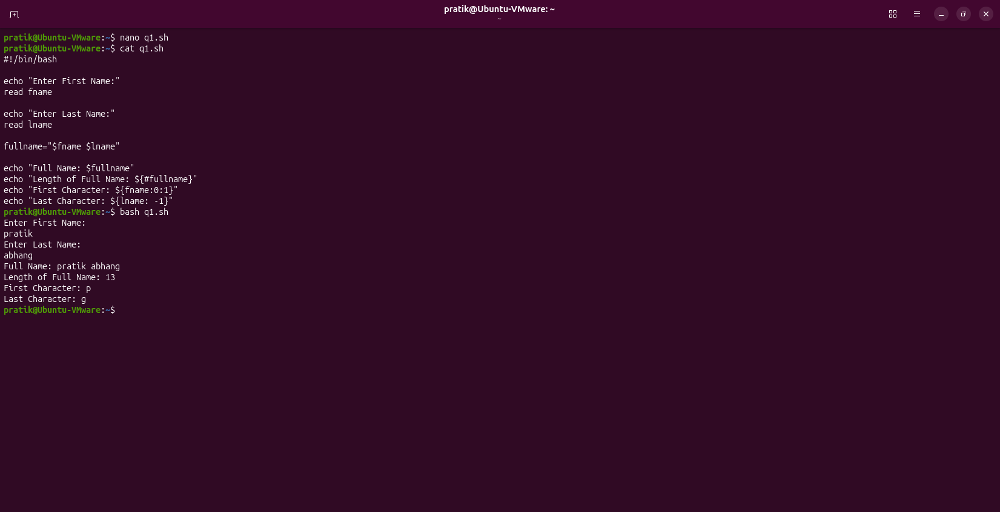 pratik@Ubuntu-VMware: ~
~
pratik@Ubuntu-VMware:~$ nano q1.sh
pratik@Ubuntu-VMware:~$ cat q1.sh
#!/bin/bash
echo "Enter First Name:"
read fname
echo "Enter Last Name:"
read lname
fullname="$fname $lname"
echo "Full Name: $fullname"
echo "Length of Full Name: ${#fullname}"
echo "First Character: ${fname:0:1}"
echo "Last Character: ${lname: -1}"
pratik@Ubuntu-VMware:~$ bash q1.sh
Enter First Name:
pratik
Enter Last Name:
abhang
Full Name: pratik abhang
Length of Full Name: 13
First Character: p
Last Character: g
pratik@Ubuntu-VMware:~$